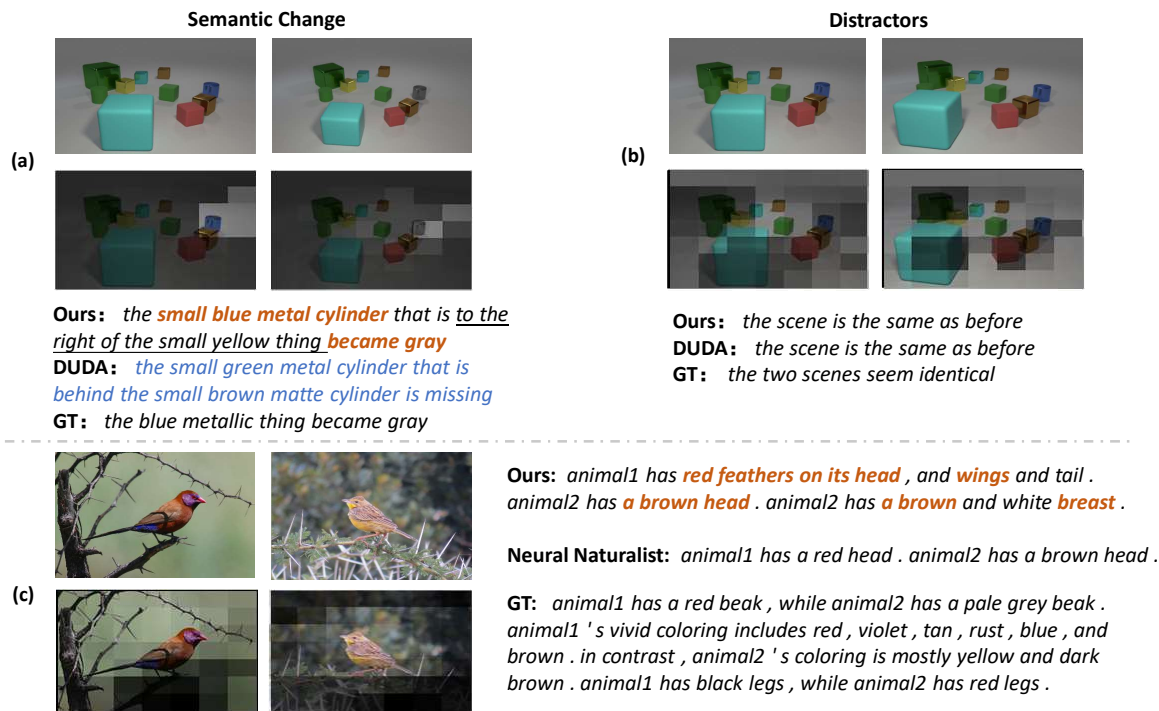 Semantic Change
Distractors
(a)
(b)
Ours： the small blue metal cylinder that is to the
right of the small yellow thing became gray
DUDA： the small green metal cylinder that is
behind the small brown matte cylinder is missing
GT： the blue metallic thing became gray
Ours： the scene is the same as before
DUDA： the scene is the same as before
GT： the two scenes seem identical
(c)
Ours: animal1 has red feathers on its head , and wings and tail .
animal2 has a brown head . animal2 has a brown and white breast .
Neural Naturalist: animal1 has a red head . animal2 has a brown head .
GT: animal1 has a red beak , while animal2 has a pale grey beak .
animal1 ' s vivid coloring includes red , violet , tan , rust , blue , and
brown . in contrast , animal2 ' s coloring is mostly yellow and dark
brown . animal1 has black legs , while animal2 has red legs .